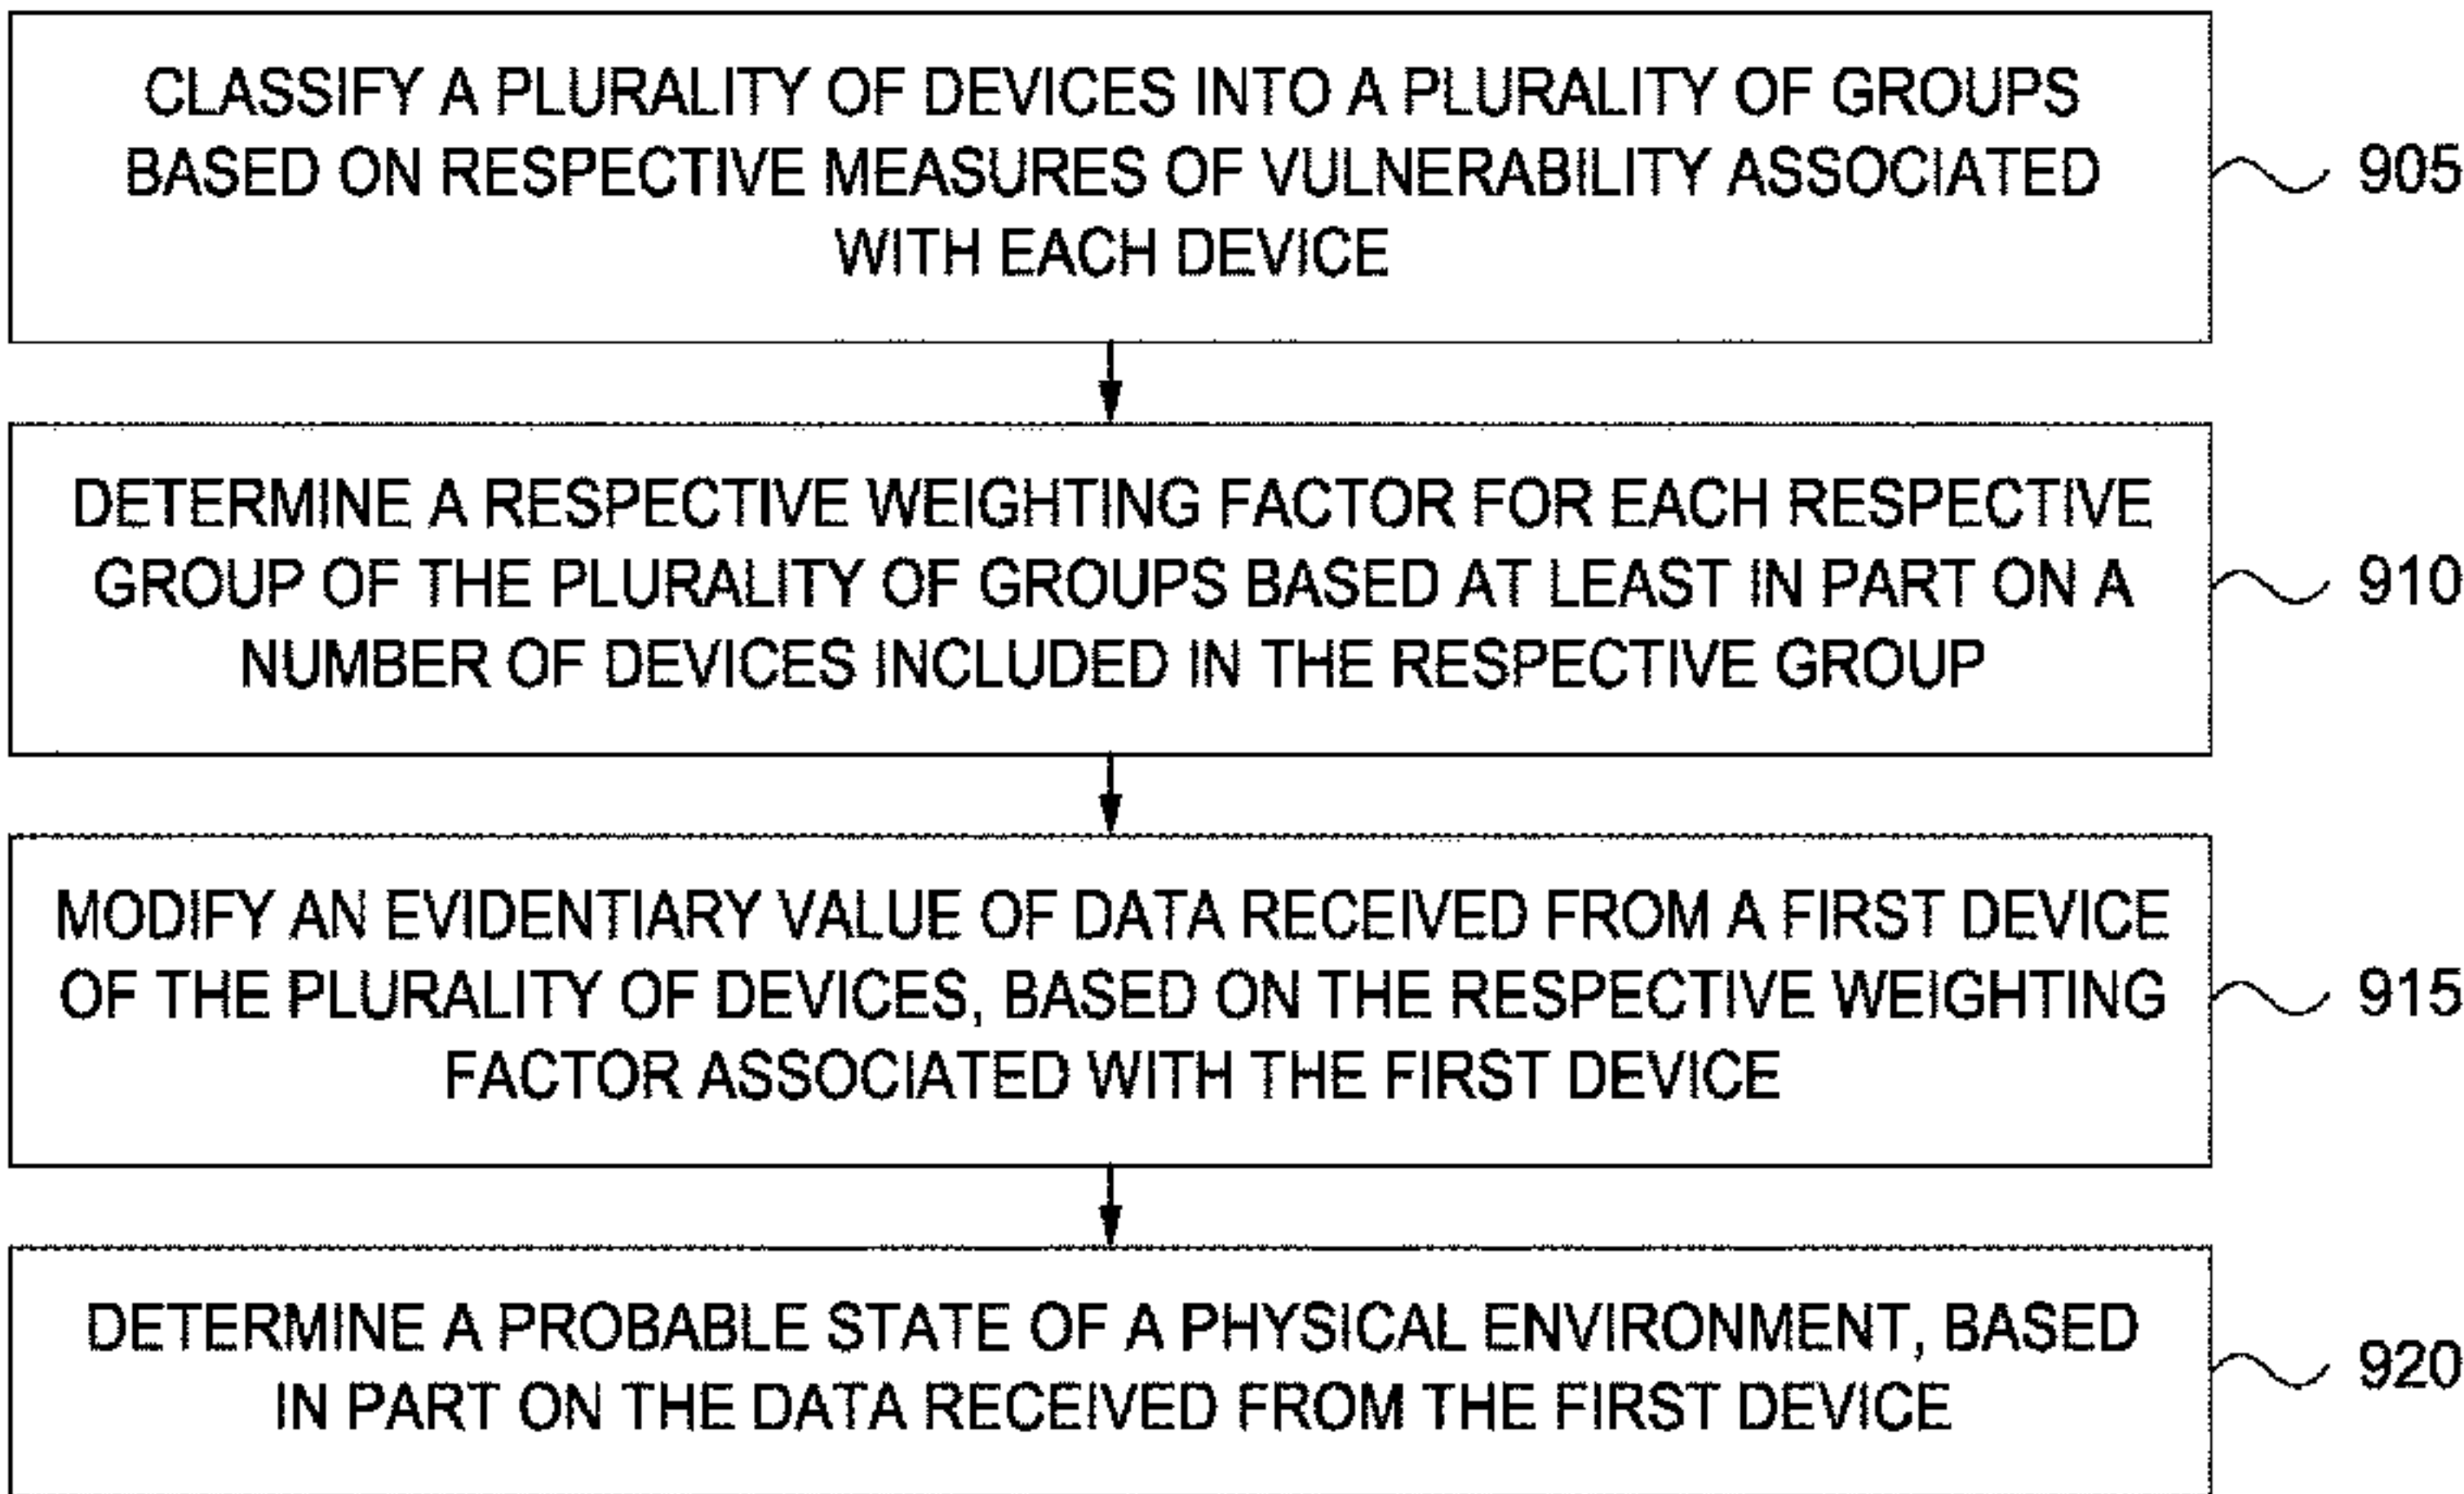 CLASSIFY A PLURALITY OF DEVICES INTO A PLURALITY OF GROUPS
BASED ON RESPECTIVE MEASURES OF VULNERABILITY ASSOCIATED
WITH EACH DEVICE
905
DETERMINE A RESPECTIVE WEIGHTING FACTOR FOR EACH RESPECTIVE
GROUP OF THE PLURALITY OF GROUPS BASED AT LEAST IN PART ON A
NUMBER OF DEVICES INCLUDED IN THE RESPECTIVE GROUP
910
MODIFY AN EVIDENTIARY VALUE OF DATA RECEIVED FROM A FIRST DEVICE
OF THE PLURALITY OF DEVICES, BASED ON THE RESPECTIVE WEIGHTING
FACTOR ASSOCIATED WITH THE FIRST DEVICE
915
DETERMINE A PROBABLE STATE OF A PHYSICAL ENVIRONMENT, BASED
IN PART ON THE DATA RECEIVED FROM THE FIRST DEVICE
920